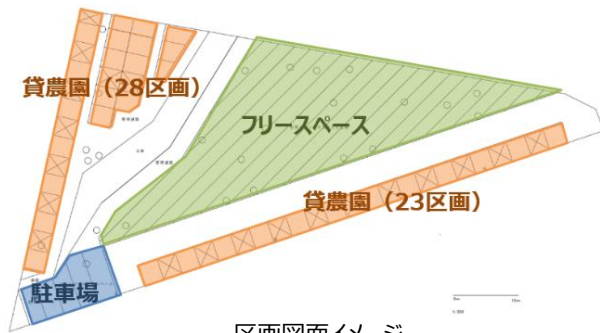 貸農園（28区画）
フリースペース
貸農園（23区画）
駐車場
区画図面イメージ